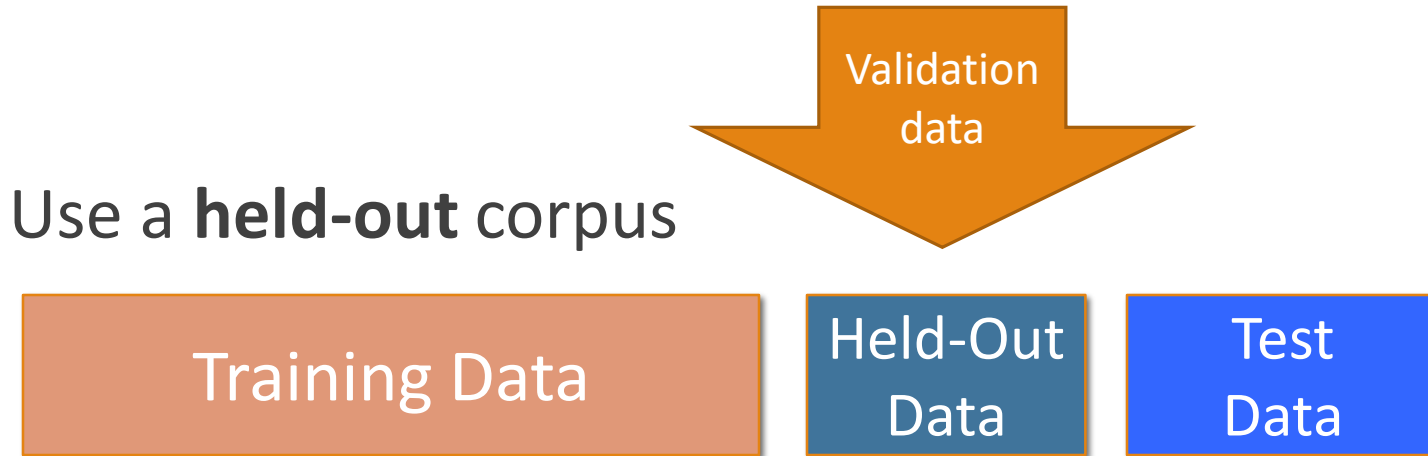 Validation
data
Use a held-out corpus
Training Data
Held-Out
Data
Test
Data